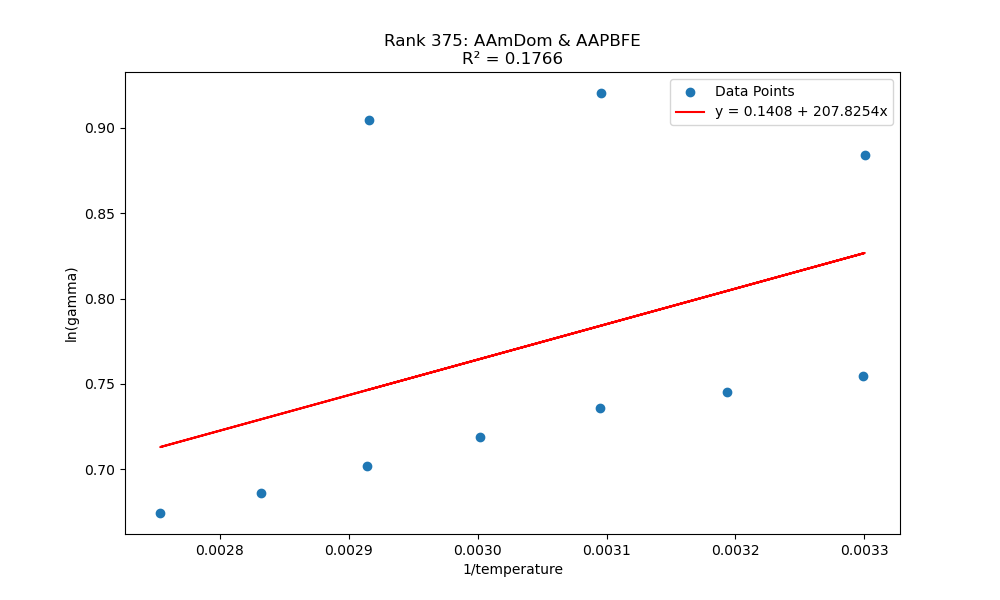 Rank 375: AAmDom & AAPBFE
R² = 0.1766
Data Points
y = 0.1408 + 207.8254x
ln(gamma)
0.90
0.85
0.80
0.75
0.70
0.0028
0.0029
0.0030
0.0031
0.0032
0.0033
1/temperature